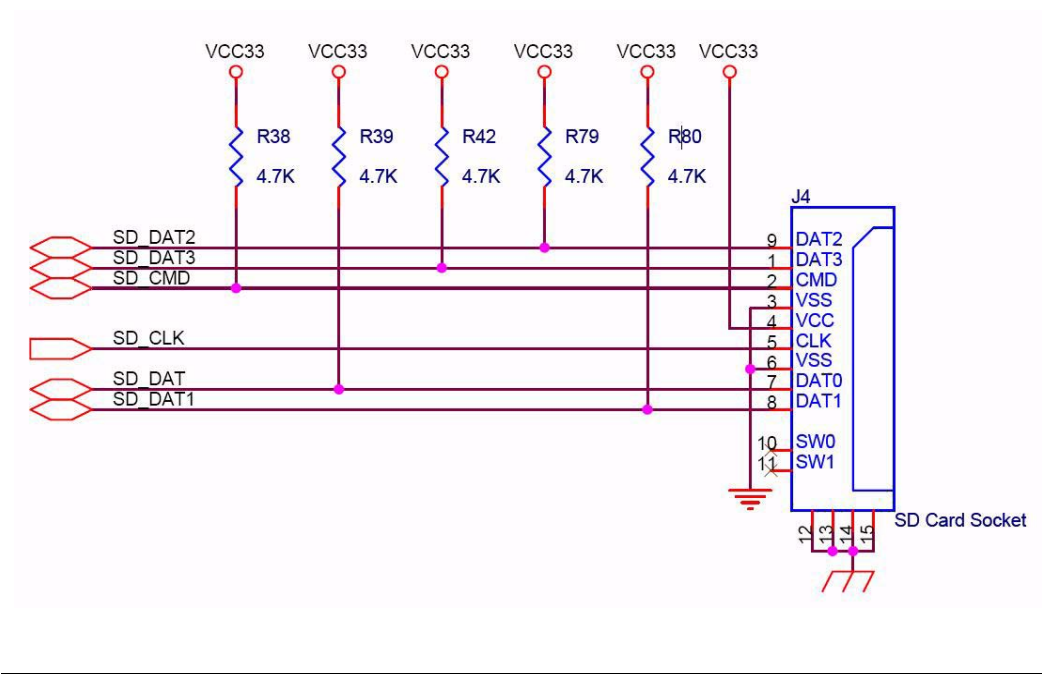 VCC33 VCC33 VCC33 VCC33 VCC33 VCC33
R38 R39 R42 R79 R80
4.7K 4.7K 4.7K 4.7K 4.7K
J4
SD_DAT2 9 DAT2
SD_DAT3 1 DAT3
SD_CMD 2 CMD
3 VSS
4 VCC
SD_CLK 5 CLK
6 VSS
SD_DAT 7 DAT0
SD_DAT1 8 DAT1
10 SW0
11 SW1
SD Card Socket
12 13 14 15